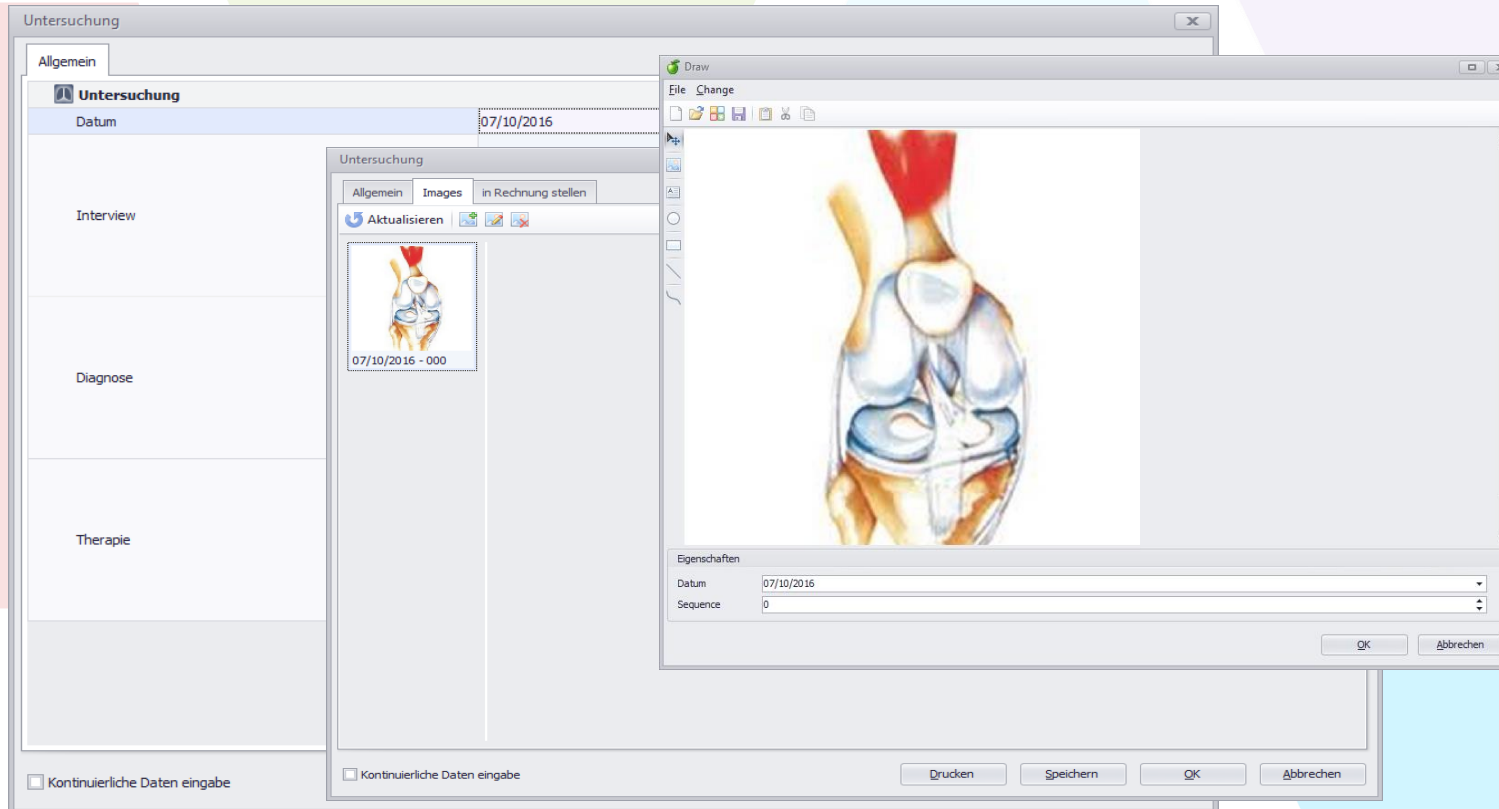 Untersuchung
Allgemein
Untersuchung
Datum
07/10/2016
Interview
Diagnose
Therapie
Kontinuierliche Daten eingabe
Untersuchung
Allgemein
Images
in Rechnung stellen
Aktualisieren
07/10/2016 - 000
Kontinuierliche Daten eingabe
Drucken
Speichern
OK
Abbrechen
Draw
File Change
Eigenschaften
Datum
07/10/2016
Sequence
0
OK
Abbrechen